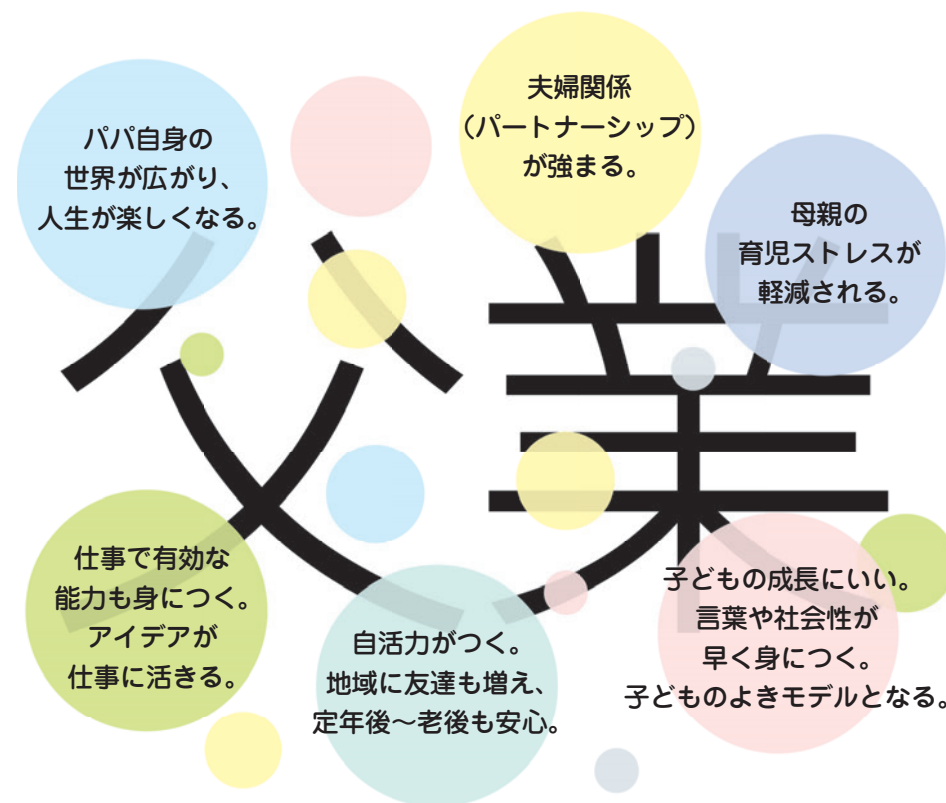 父業
パパ自身の
世界が広がり、
人生が楽しくなる。
夫婦関係
（パートナーシップ）
が強まる。
母親の
育児ストレスが
軽減される。
仕事で有効な
能力も身につく。
アイデアが
仕事に活きる。
自活力がつく。
地域に友達も増え、
定年後～老後も安心。
子どもの成長にいい。
言葉や社会性が
早く身につく。
子どものよきモデルとなる。